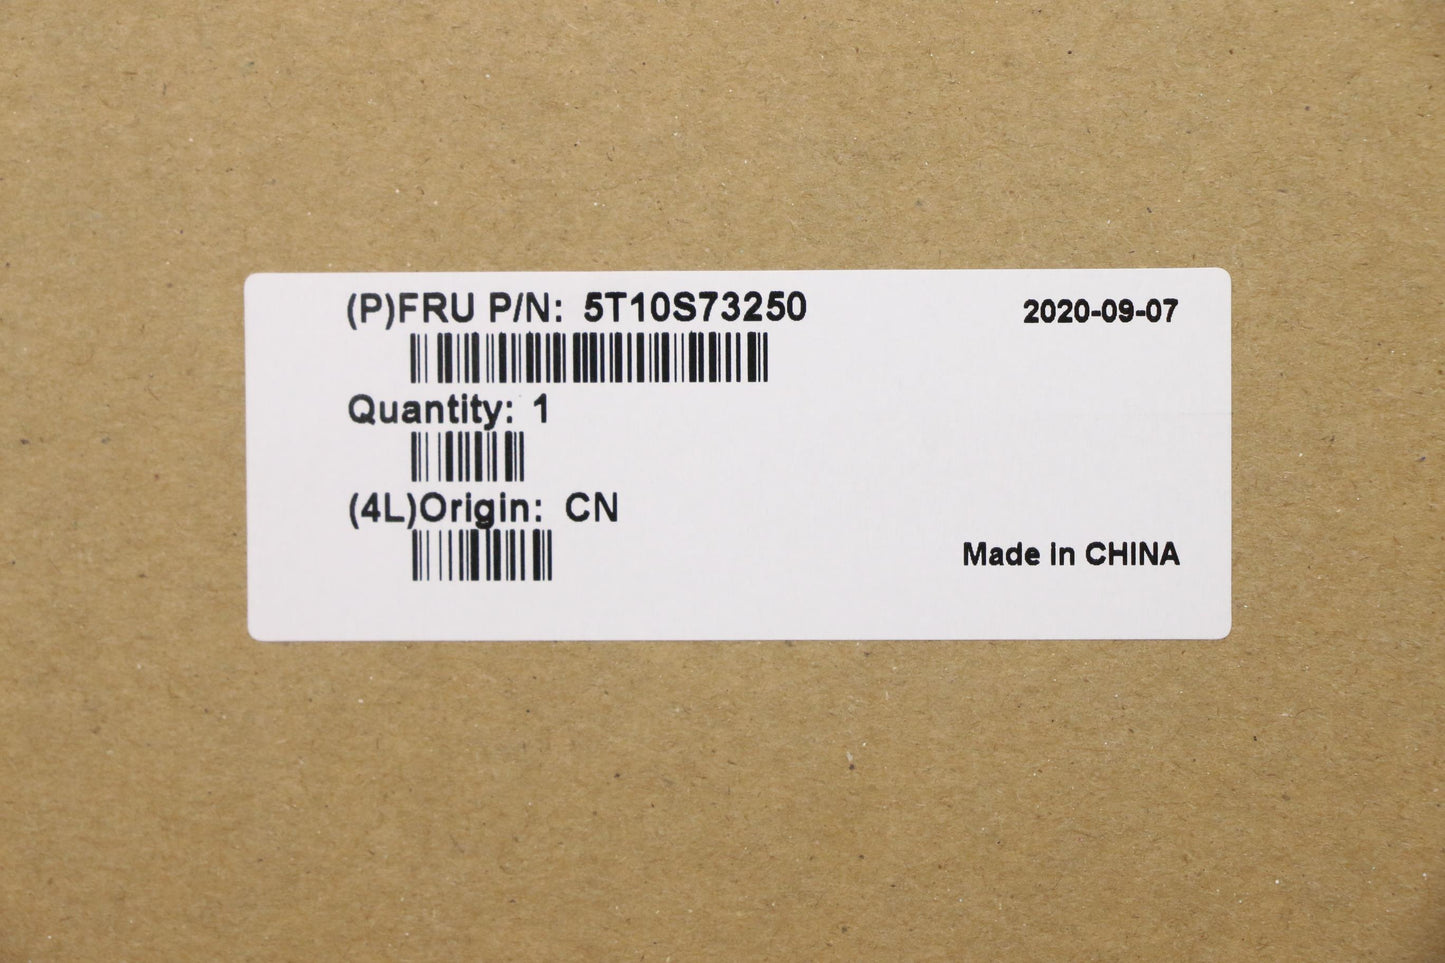 (P)FRU P/N: 5T10S73250
2020-09-07
Quantity: 1
(4L)Origin: CN
Made in CHINA